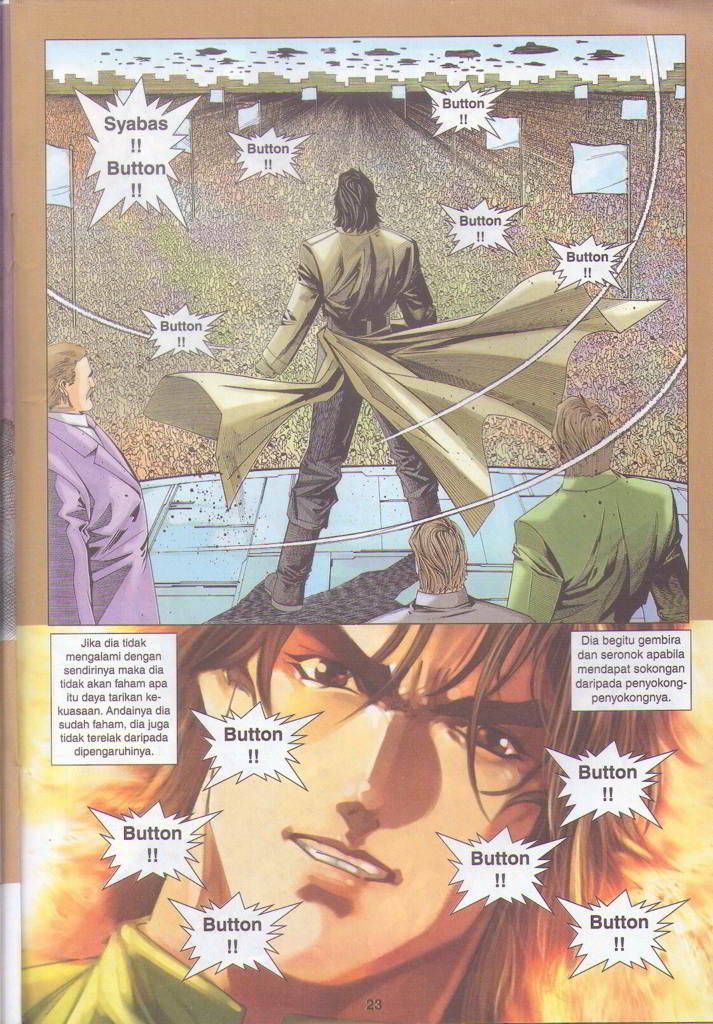 Syabas
!!
Button
!!
Button
!!
Button
!!
Button
!!
Button
!!
Button
!!
Jika dia tidak
mengalami dengan
sendirinya maka dia
tidak akan faham apa
itu daya tarikan ke-
kuasaan. Andainya dia
sudah faham, dia juga
tidak terelak daripada
dipengaruhinya.
Dia begitu gembira
dan seronok apabila
mendapat sokongan
daripada penyokong-
penyokongnya.
Button
!!
Button
!!
Button
!!
Button
!!
Button
!!
Button
!!
23